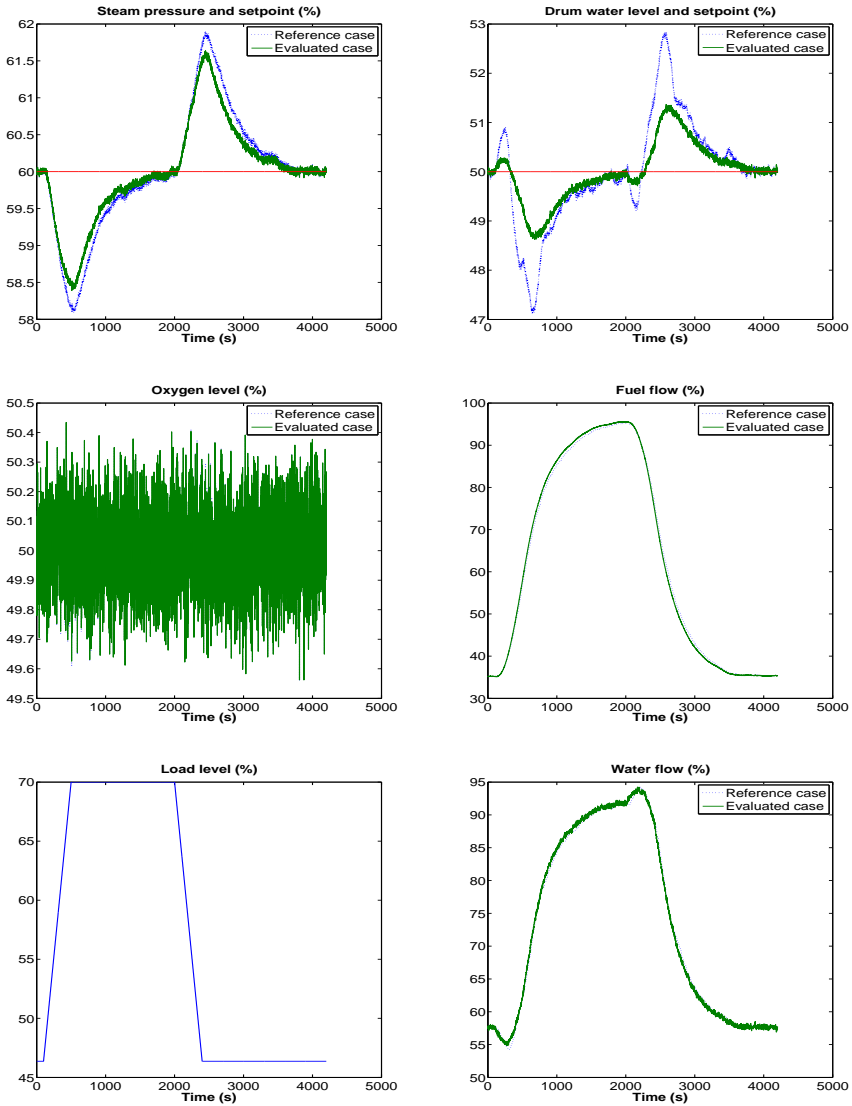 Steam pressure and setpoint (%)
62
61.5
61
60.5
60
59.5
59
58.5
58
0 1000 2000 3000 4000 5000
Time (s)
Reference case
Evaluated case
Drum water level and setpoint (%)
53
52
51
50
49
48
47
0 1000 2000 3000 4000 5000
Time (s)
Reference case
Evaluated case
Oxygen level (%)
50.5
50.4
50.3
50.2
50.1
50
49.9
49.8
49.7
49.6
49.5
0 1000 2000 3000 4000 5000
Time (s)
Reference case
Evaluated case
Fuel flow (%)
100
90
80
70
60
50
40
30
0 1000 2000 3000 4000 5000
Time (s)
Reference case
Evaluated case
Load level (%)
70
65
60
55
50
45
0 1000 2000 3000 4000 5000
Time (s)
Water flow (%)
95
90
85
80
75
70
65
60
55
50
0 1000 2000 3000 4000 5000
Time (s)
Reference case
Evaluated case